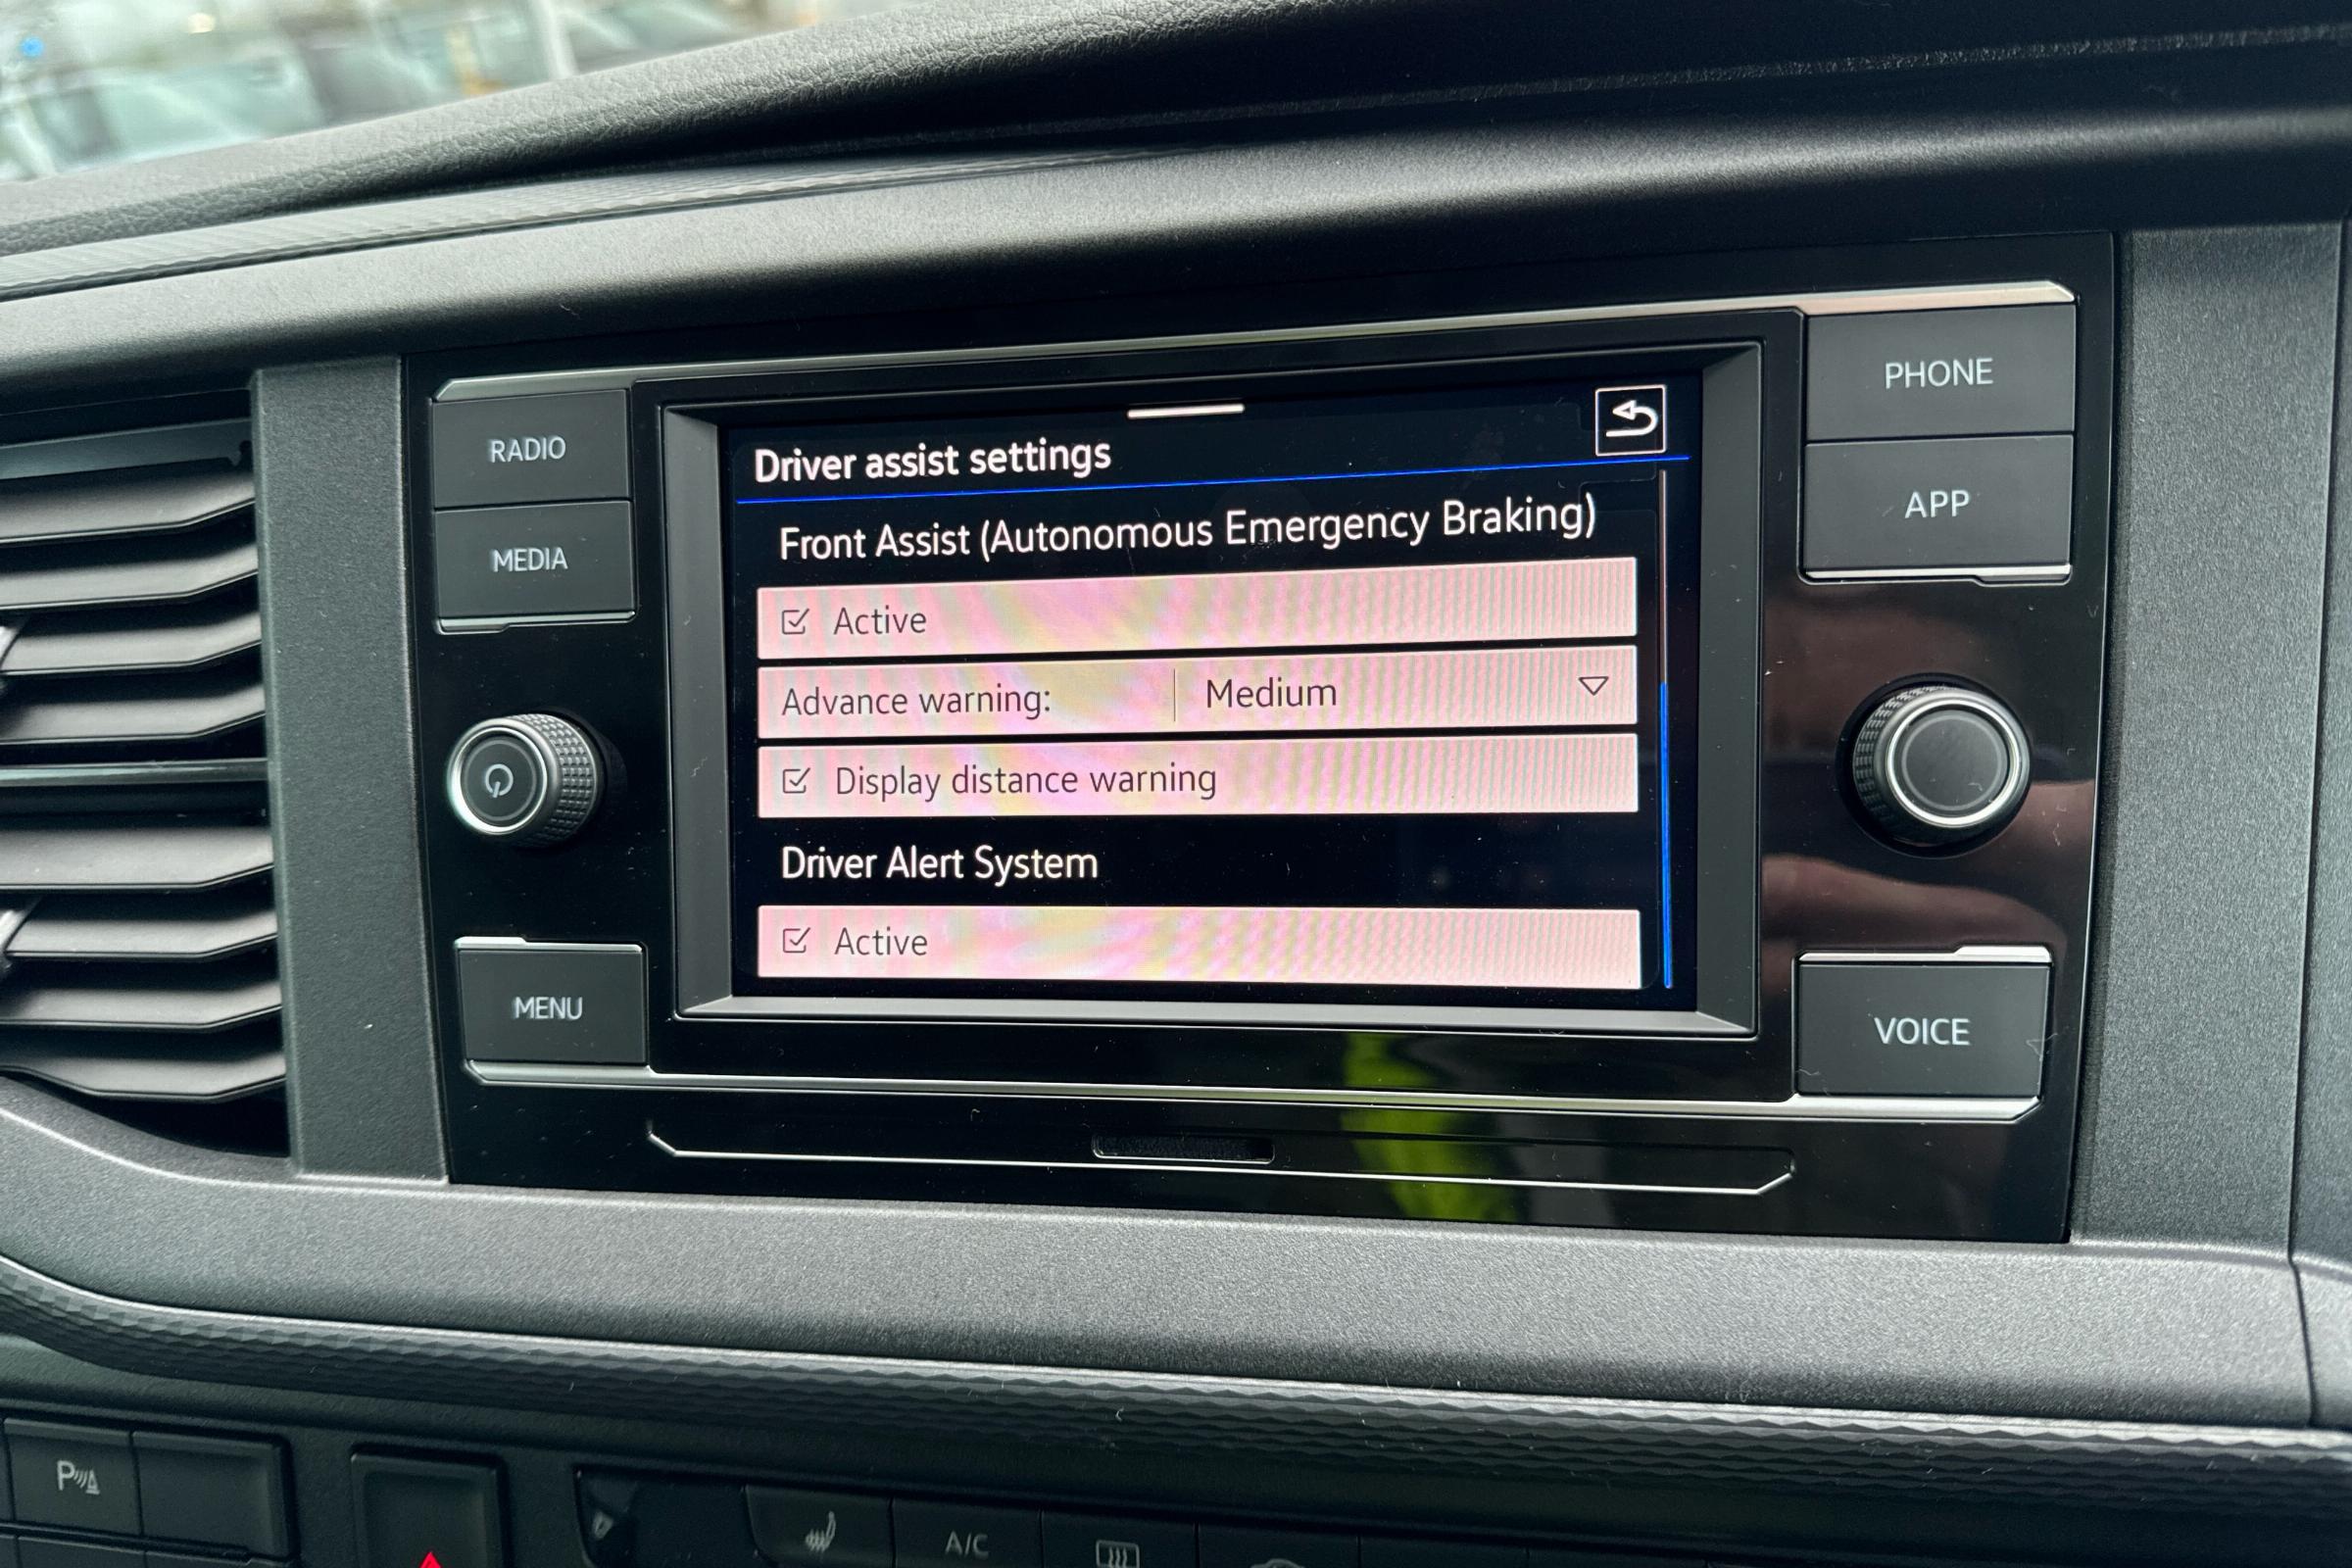 RADIO
MEDIA
MENU
Driver assist settings
Front Assist (Autonomous Emergency Braking)
Active
Advance warning: Medium
Display distance warning
Driver Alert System
Active
PHONE
APP
VOICE
P
A/C